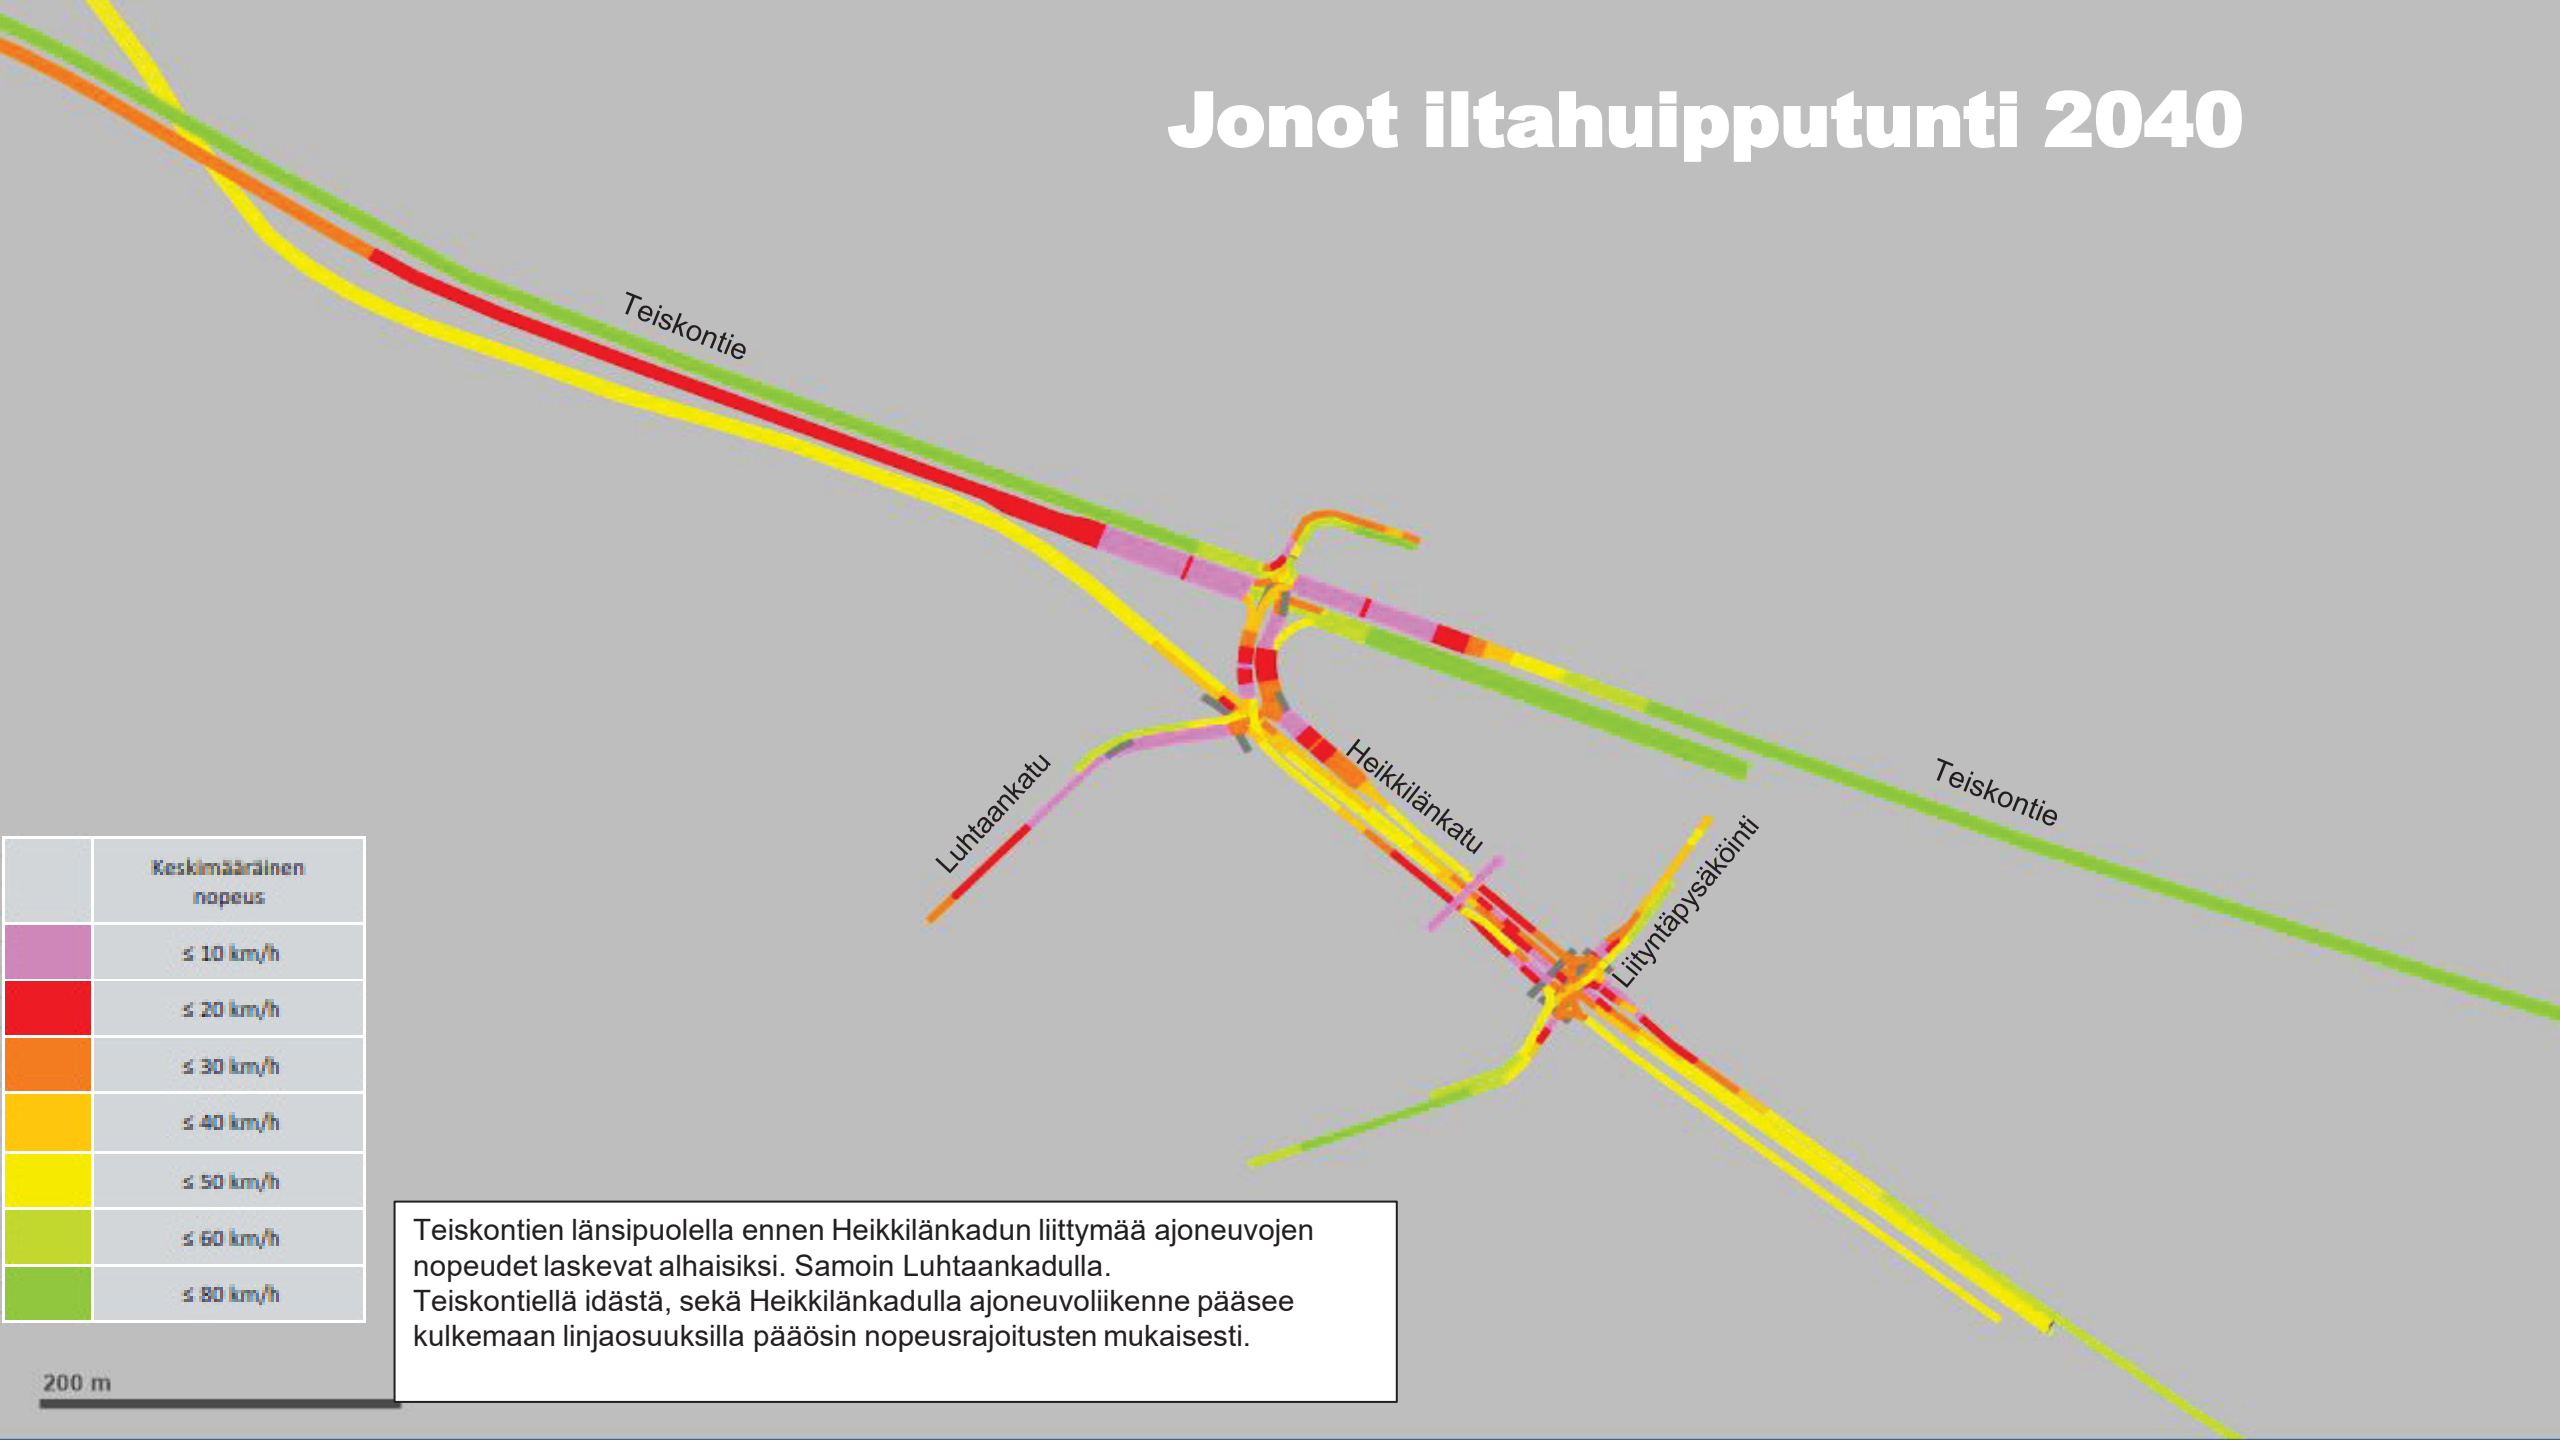 Jonot iltahuipputunti 2040
Teiskontie
Teiskontie
Heikkilänkatu
Luhtaankatu
Liityntäpysäköinti
Keskimääräinen
nopeus
≤ 10 km/h
≤ 20 km/h
≤ 30 km/h
≤ 40 km/h
≤ 50 km/h
≤ 60 km/h
≤ 80 km/h
Teiskontien länsipuolella ennen Heikkilänkadun liittymää ajoneuvojen
nopeudet laskevat alhaisiksi. Samoin Luhtaankadulla.
Teiskontiellä idästä, sekä Heikkilänkadulla ajoneuvoliikenne pääsee
kulkemaan linjaosuuksilla pääösin nopeusrajoitusten mukaisesti.
200 m